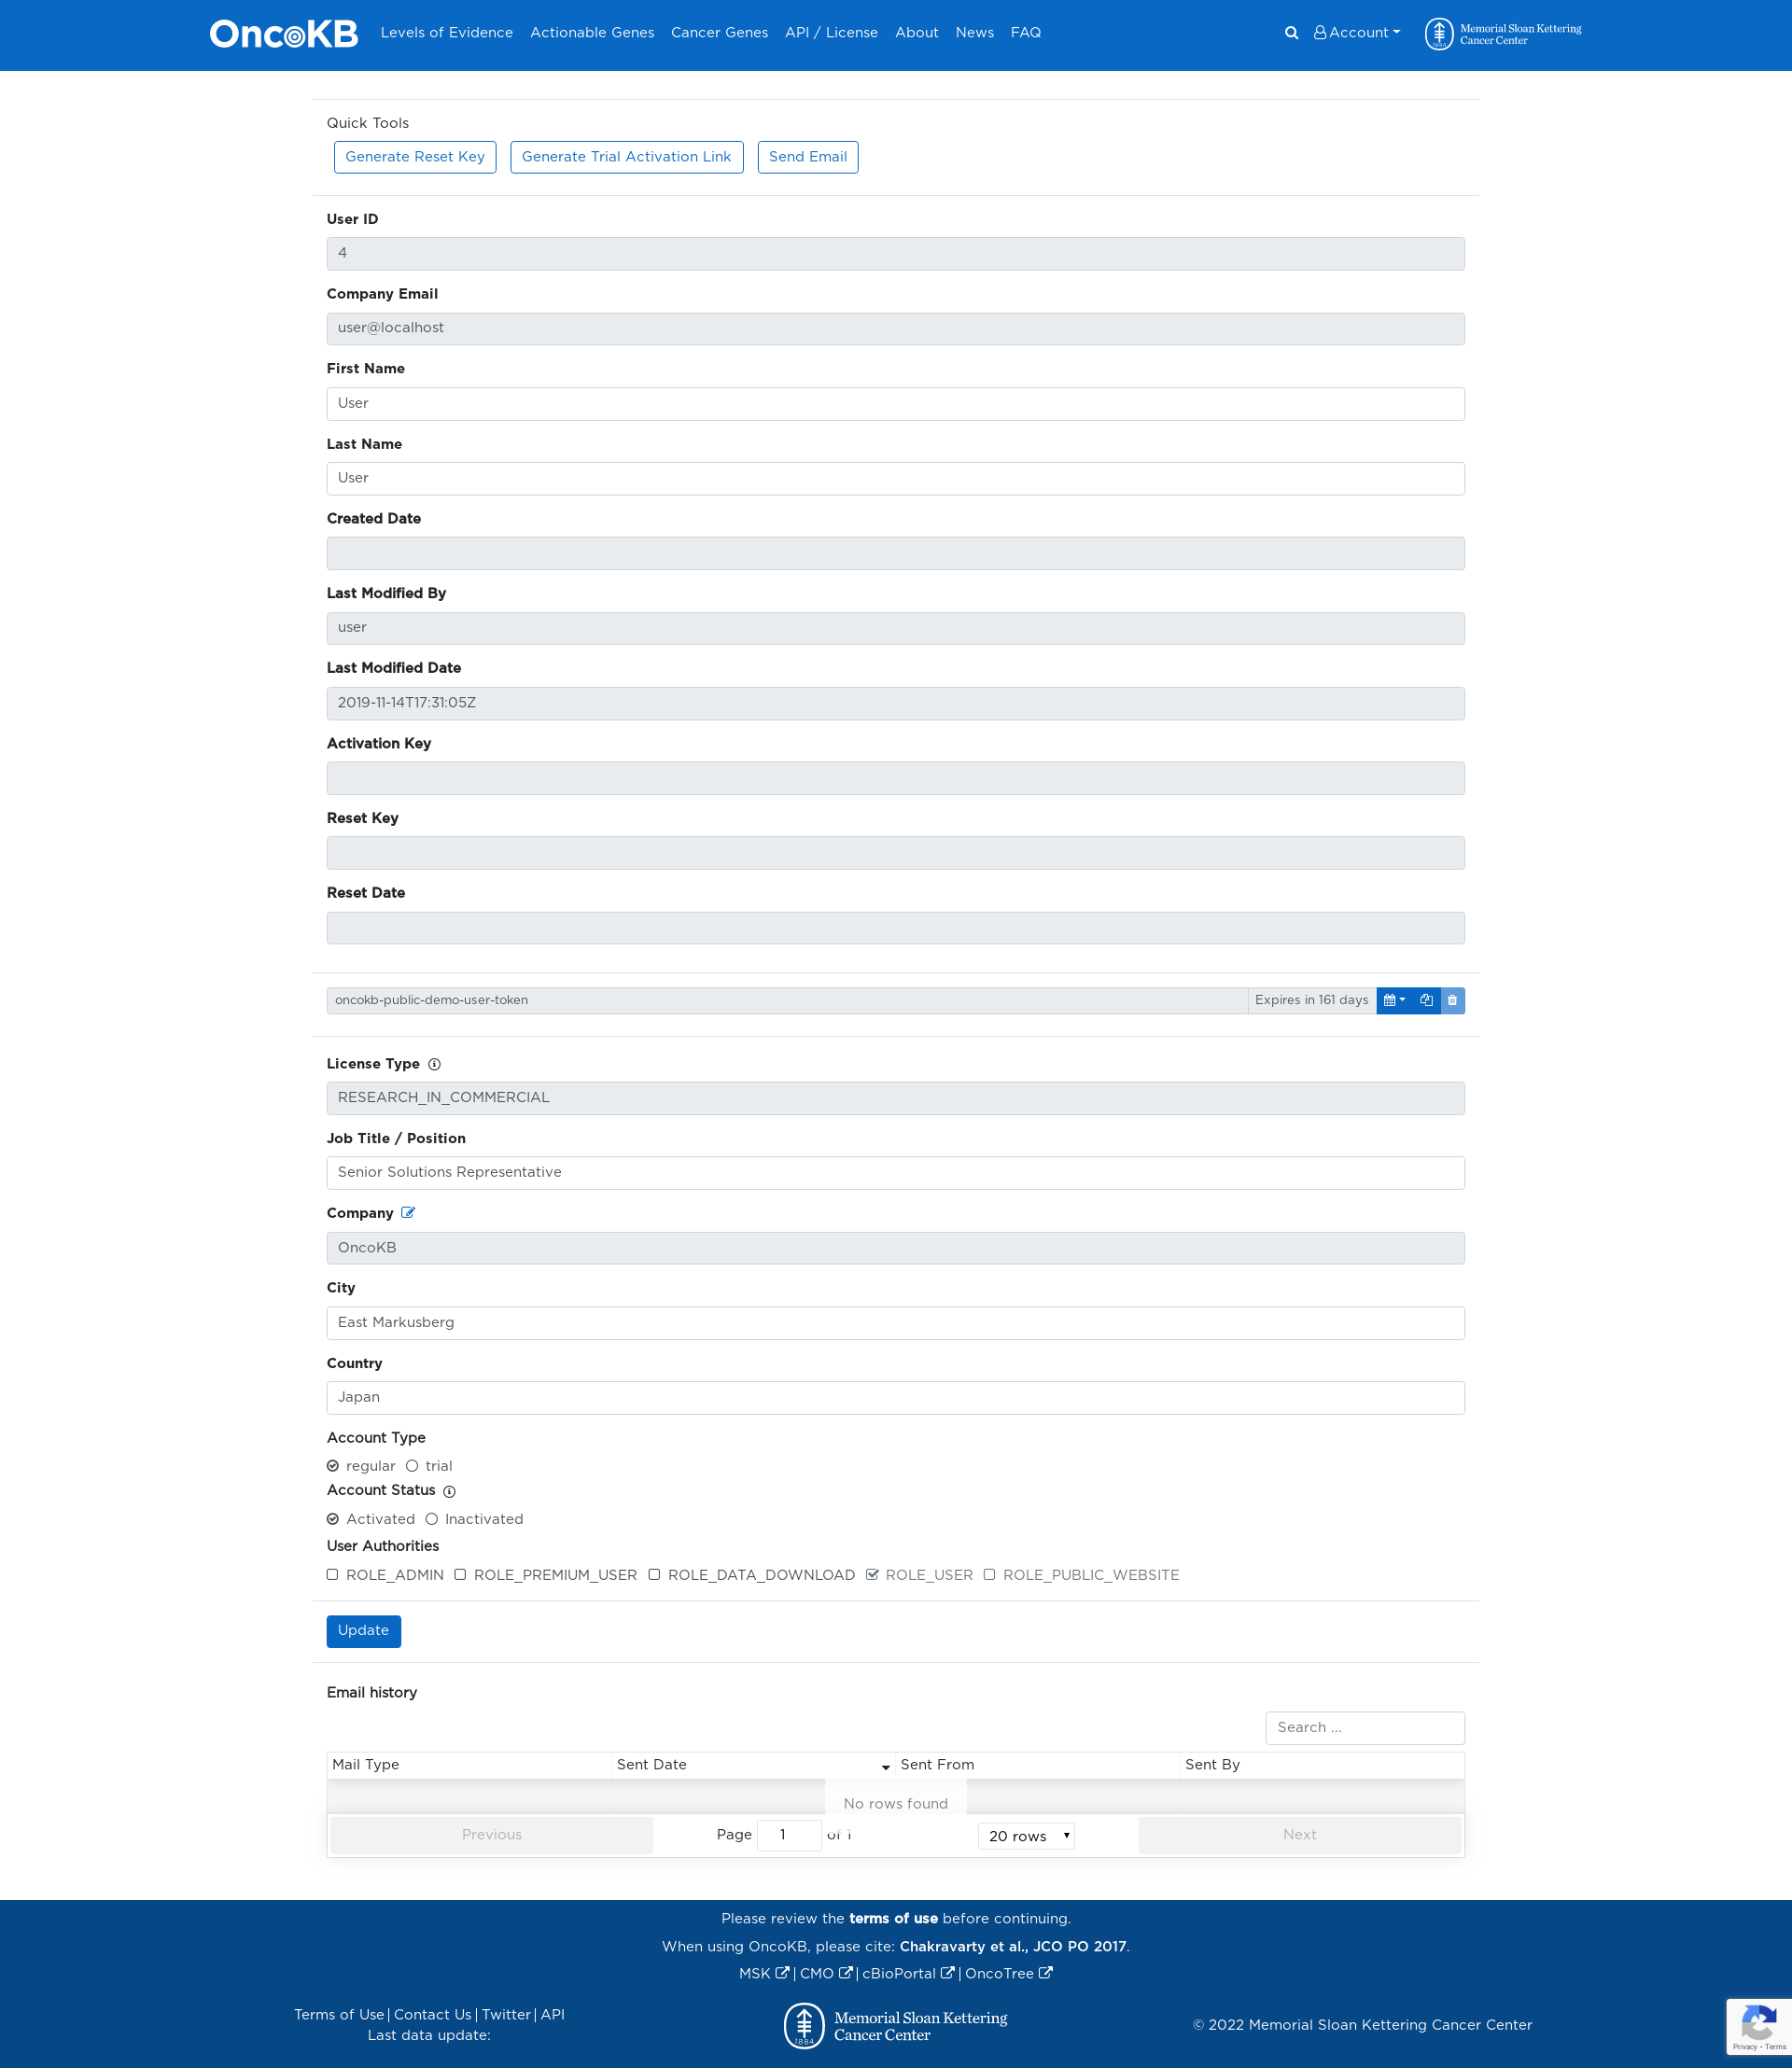 OncoKB Levels of Evidence Actionable Genes Cancer Genes API / License About News FAQ Account Memorial Sloan Kettering Cancer Center
Quick Tools
Generate Reset Key Generate Trial Activation Link Send Email
User ID
4
Company Email
user@localhost
First Name
User
Last Name
User
Created Date
Last Modified By
user
Last Modified Date
2019-11-14T17:31:05Z
Activation Key
Reset Key
Reset Date
oncokb-public-demo-user-token Expires in 161 days
License Type
RESEARCH_IN_COMMERCIAL
Job Title / Position
Senior Solutions Representative
Company
OncoKB
City
East Markusberg
Country
Japan
Account Type
regular trial
Account Status
Activated Inactivated
User Authorities
ROLE_ADMIN ROLE_PREMIUM_USER ROLE_DATA_DOWNLOAD ROLE_USER ROLE_PUBLIC_WEBSITE
Update
Email history
Search ...
Mail Type Sent Date Sent From Sent By
No rows found
Previous Page 1 of 1 20 rows Next
Please review the terms of use before continuing.
When using OncoKB, please cite: Chakravarty et al., JCO PO 2017.
MSK | CMO | cBioPortal | OncoTree
Terms of Use | Contact Us | Twitter | API
Last data update:
1884 Memorial Sloan Kettering
Cancer Center
© 2022 Memorial Sloan Kettering Cancer Center
Privacy - Terms